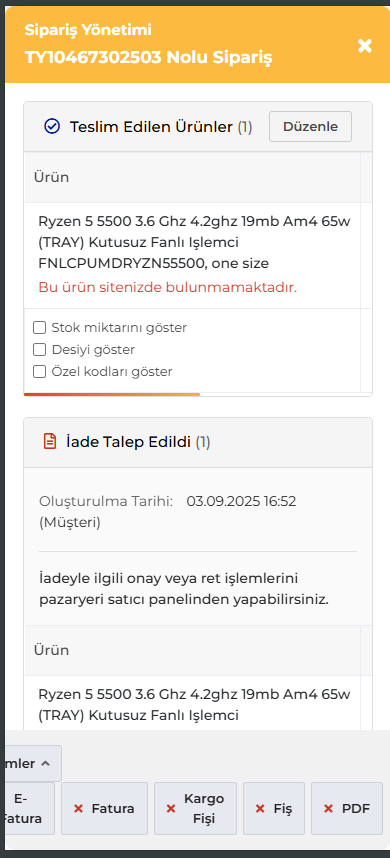 Sipariş Yönetimi
TY10467302503 Nolu Sipariş
Teslim Edilen Ürünler (1)
Düzenle
Ürün
Ryzen 5 5500 3.6 Ghz 4.2ghz 19mb Am4 65w
(TRAY) Kutusuz Fanlı Işlemci
FNLCPUMDRYZN55500, one size
Bu ürün sitenizde bulunmamaktadır.
Stok miktarını göster
Desiyi göster
Özel kodları göster
İade Talep Edildi (1)
Oluşturulma Tarihi: 03.09.2025 16:52
(Müşteri)
İadeyle ilgili onay veya ret işlemlerini
pazaryeri satıcı panelinden yapabilirsiniz.
Ürün
Ryzen 5 5500 3.6 Ghz 4.2ghz 19mb Am4 65w
(TRAY) Kutusuz Fanlı Işlemci
mler
E-
Fatura
Fatura
Kargo
Fişi
Fiş
PDF